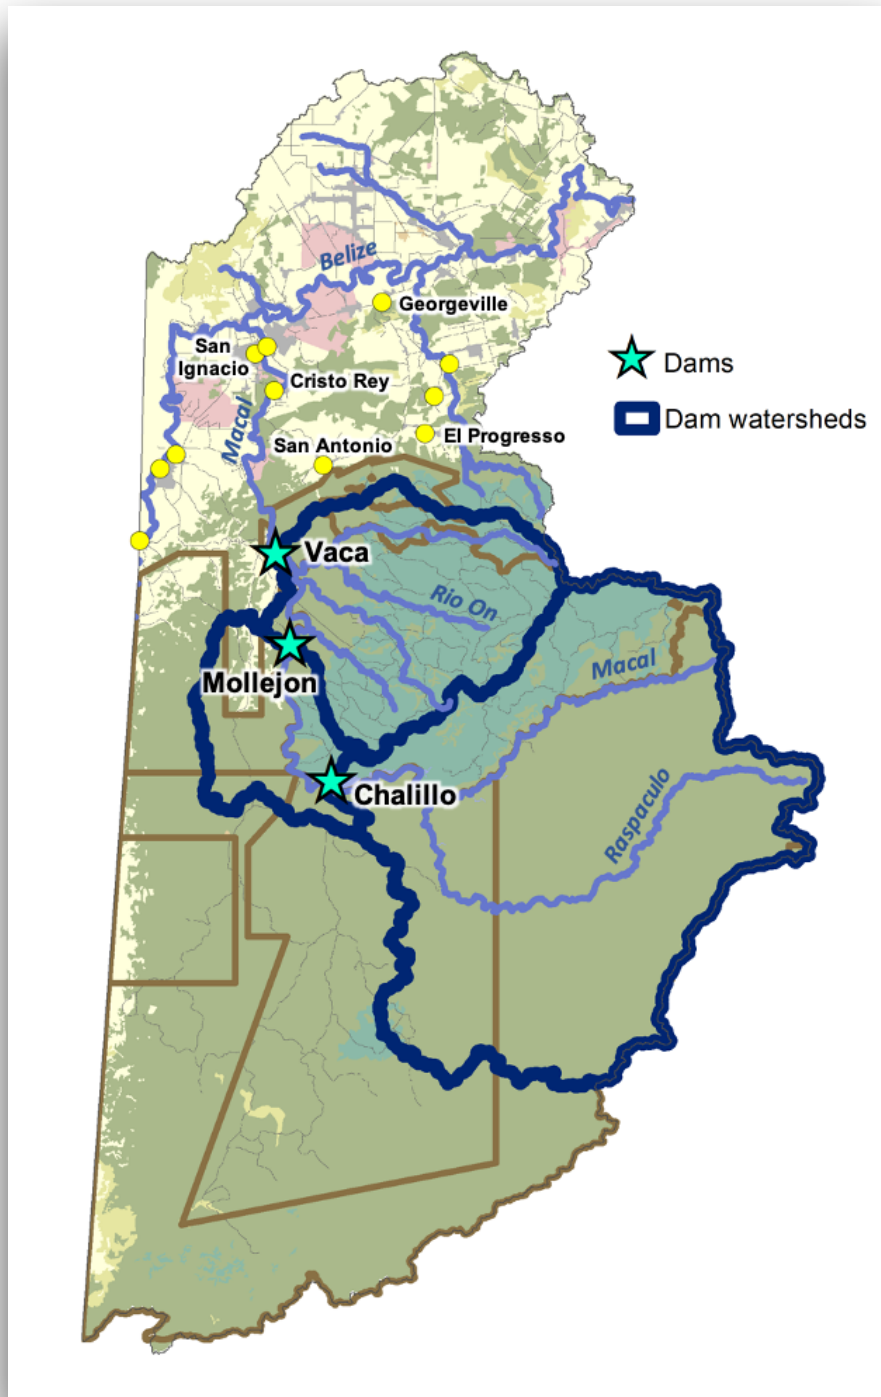 Belize
Georgeville
San
Ignacio
Cristo Rey
Macal
San Antonio
El Progresso
Dams
Dam watersheds
Vaca
Rio On
Macal
Mollejon
Chalillo
Raspaculo